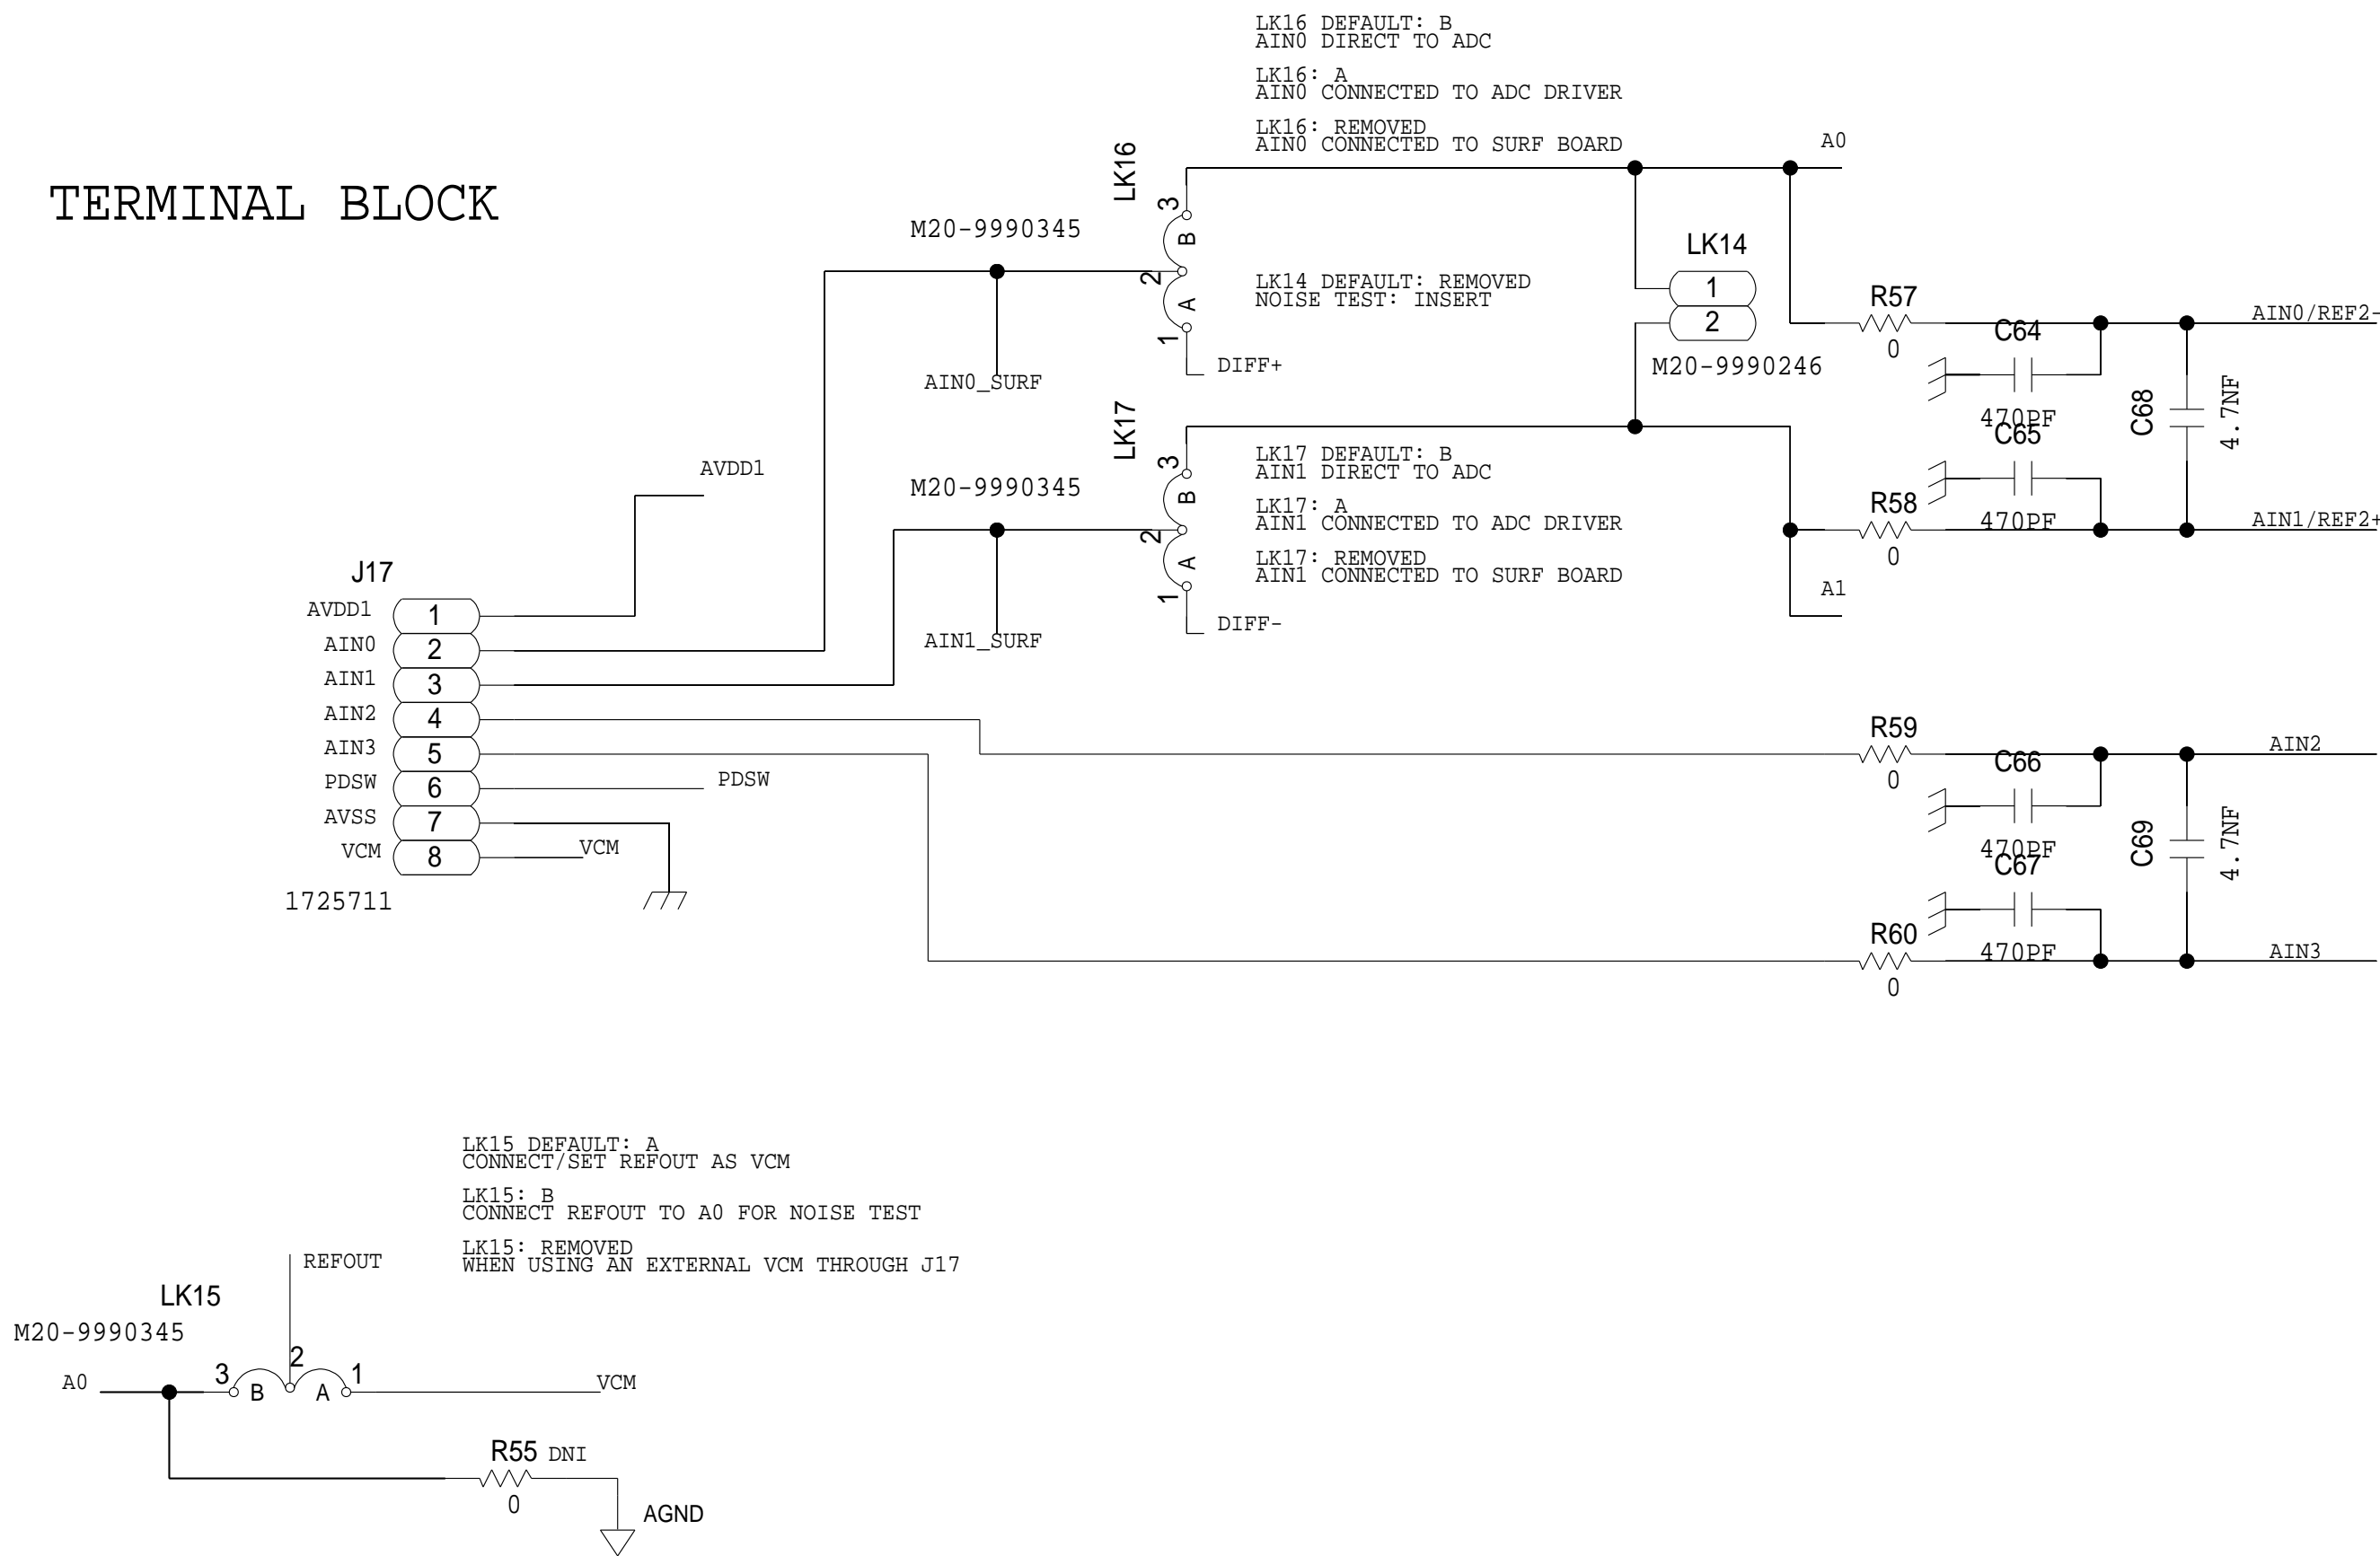 LK16 DEFAULT: B
AIN0 DIRECT TO ADC
LK16: A
AIN0 CONNECTED TO ADC DRIVER
LK16: REMOVED
AIN0 CONNECTED TO SURF BOARD
A0
TERMINAL BLOCK
LK16
M20-9990345
3
B
2
A
1
DIFF+
AIN0_SURF
LK14 DEFAULT: REMOVED
NOISE TEST: INSERT
LK14
1
2
M20-9990246
R57
0
C64
470PF
AIN0/REF2-
C68
4.7NF
C65
470PF
R58
0
AIN1/REF2+
LK17
M20-9990345
3
B
2
A
1
DIFF-
AIN1_SURF
LK17 DEFAULT: B
AIN1 DIRECT TO ADC
LK17: A
AIN1 CONNECTED TO ADC DRIVER
LK17: REMOVED
AIN1 CONNECTED TO SURF BOARD
A1
AVDD1
J17
AVDD1 1
AIN0 2
AIN1 3
AIN2 4
AIN3 5
PDSW 6 PDSW
AVSS 7
VCM 8 VCM
1725711
R59
0
C66
470PF
AIN2
C69
4.7NF
C67
470PF
R60
0
AIN3
LK15 DEFAULT: A
CONNECT/SET REFOUT AS VCM
LK15: B
CONNECT REFOUT TO A0 FOR NOISE TEST
LK15: REMOVED
WHEN USING AN EXTERNAL VCM THROUGH J17
REFOUT
LK15
M20-9990345
A0 3 B 2 A 1 VCM
R55 DNI
0
AGND